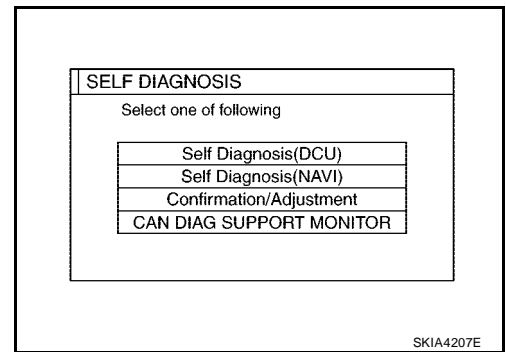 SELF DIAGNOSIS
Select one of following
Self Diagnosis(DCU)
Self Diagnosis(NAVI)
Confirmation/Adjustment
CAN DIAG SUPPORT MONITOR
SKIA4207E